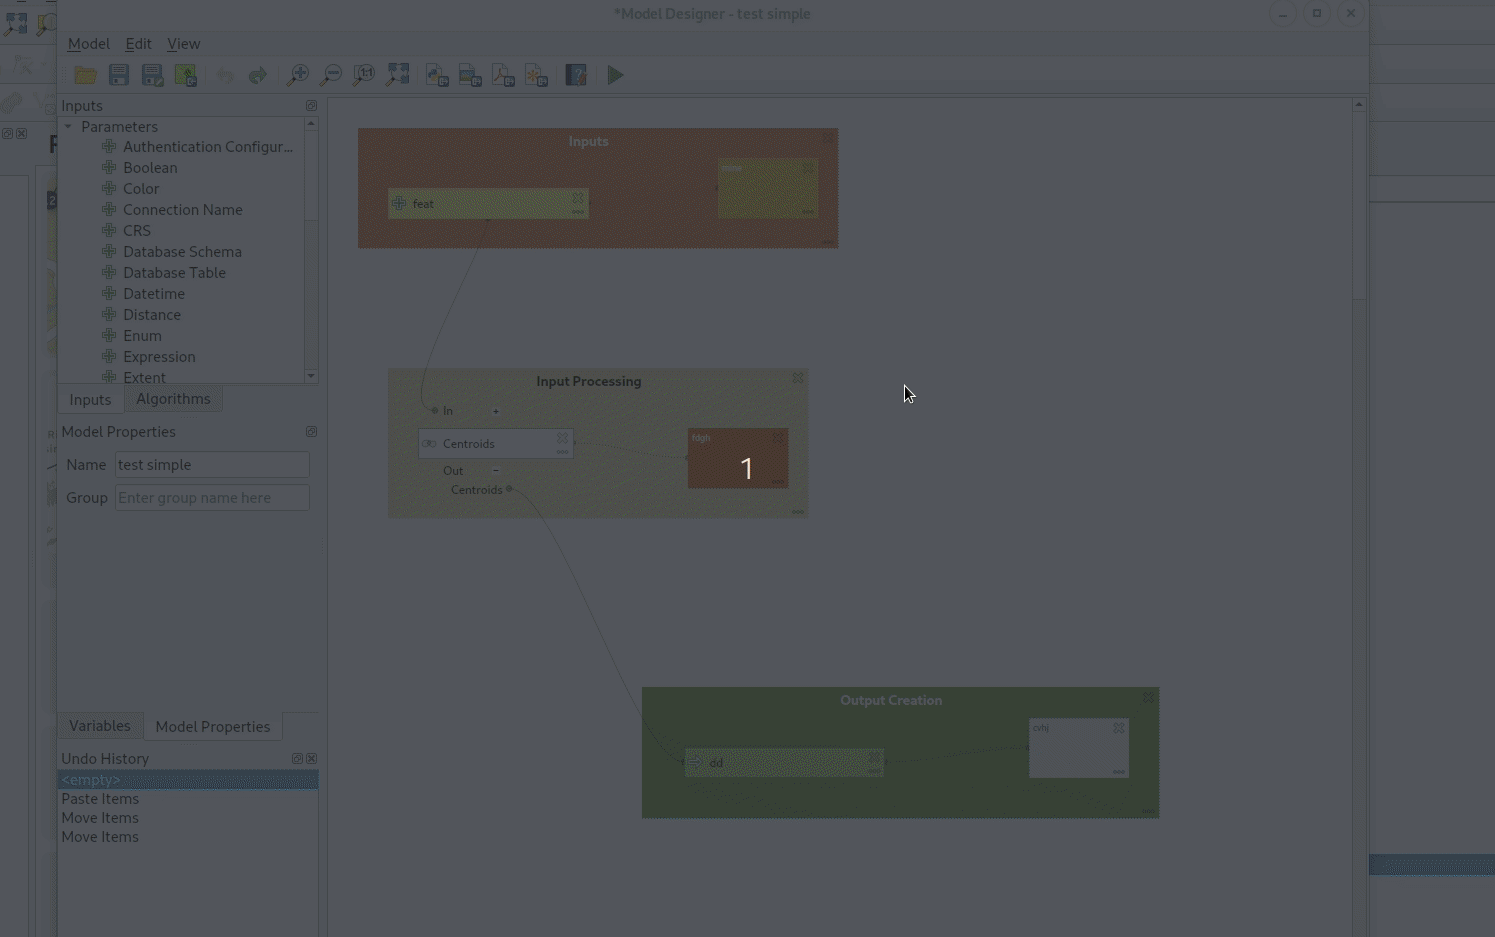 *Model Designer - test simple
Model Edit View
Inputs
Parameters
Authentication Configur...
Boolean
Color
Connection Name
CRS
Database Schema
Database Table
Datetime
Distance
Enum
Expression
Extent
Inputs Algorithms
Model Properties
Name test simple
Group Enter group name here
Variables Model Properties
Undo History
<empty>
Paste Items
Move Items
Move Items
Inputs
feat
Input Processing
In
Centroids
fdgh
1
Out
Centroids
Output Creation
dd